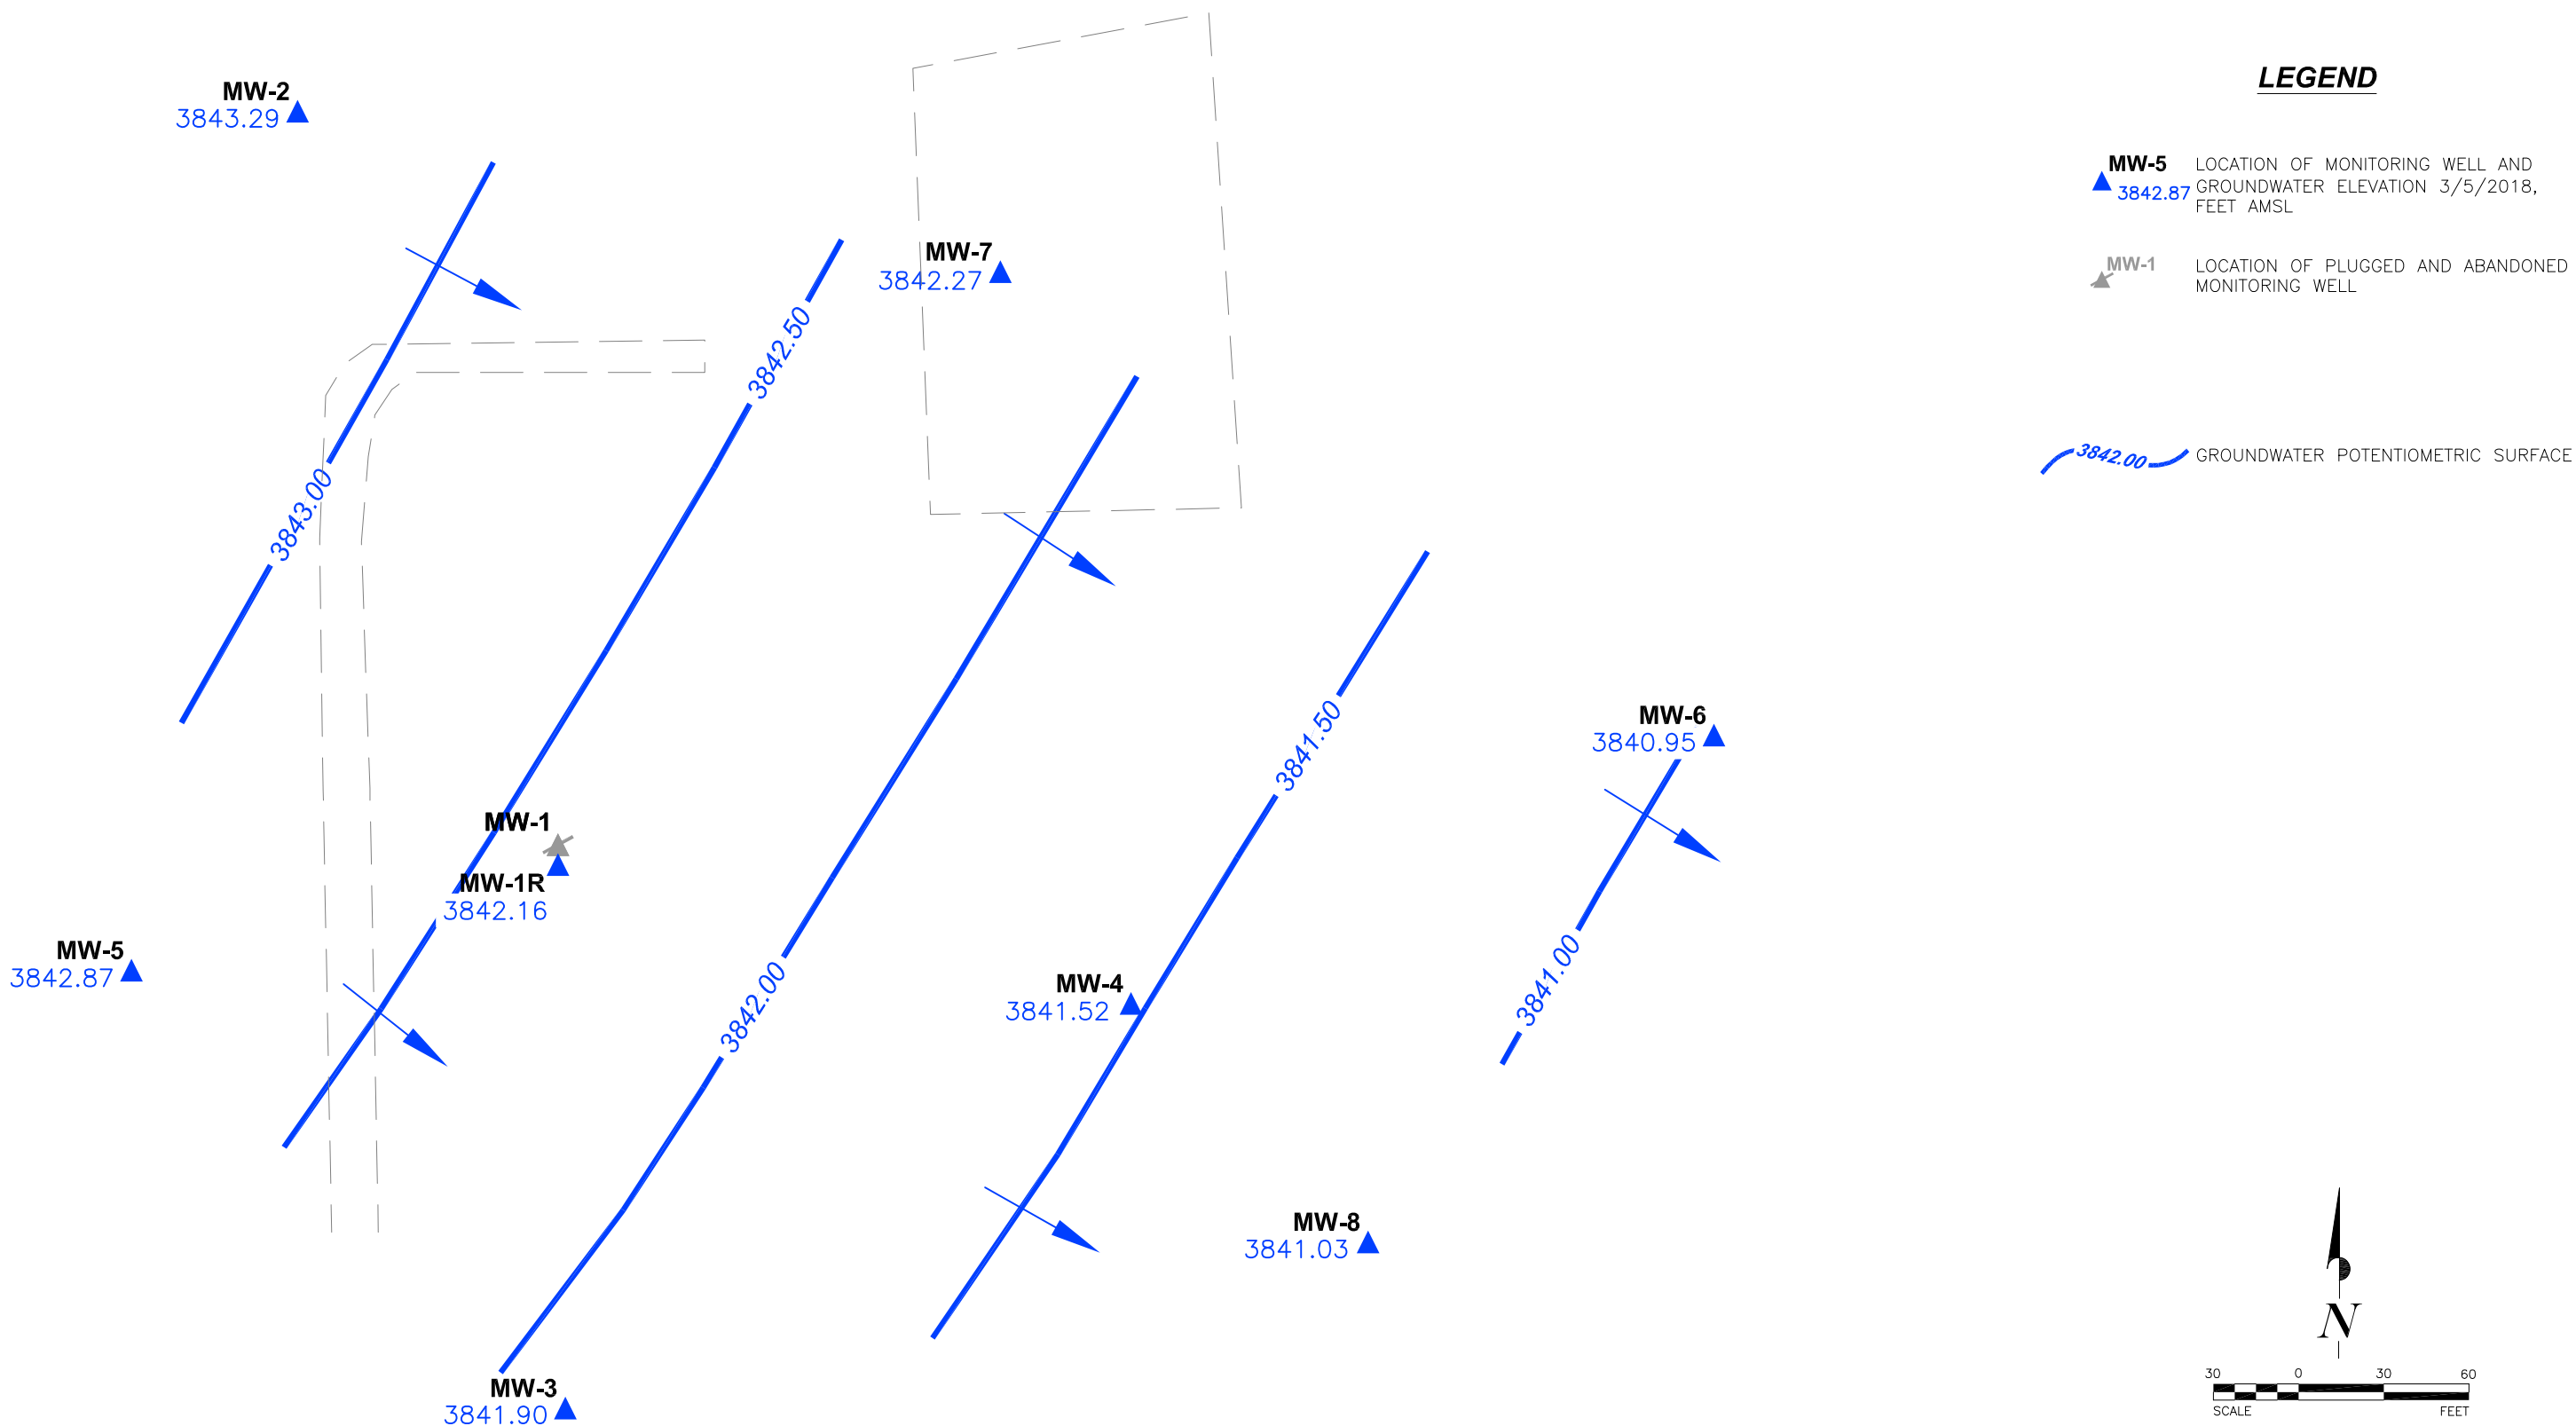 LEGEND
MW-2
3843.29
MW-5
3842.87
LOCATION OF MONITORING WELL AND
GROUNDWATER ELEVATION 3/5/2018,
FEET AMSL
MW-7
3842.27
MW-1
LOCATION OF PLUGGED AND ABANDONED
MONITORING WELL
3842.50
3843.00
3842.00
GROUNDWATER POTENTIOMETRIC SURFACE
MW-6
3840.95
3841.50
MW-1
MW-1R
3842.16
MW-5
3842.87
3842.00
MW-4
3841.52
3841.00
MW-8
3841.03
MW-3
3841.90
N
30 0 30 60
SCALE FEET